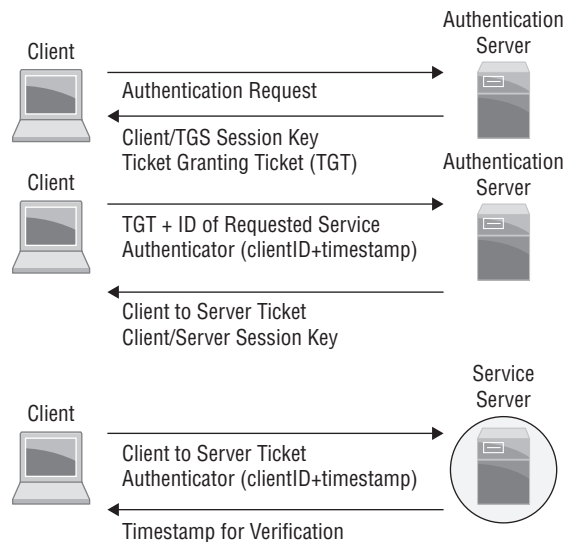 Client
Authentication
Server
Authentication Request
Client/TGS Session Key
Ticket Granting Ticket (TGT)
Client
Authentication
Server
TGT + ID of Requested Service
Authenticator (clientID+timestamp)
Client to Server Ticket
Client/Server Session Key
Client
Service
Server
Client to Server Ticket
Authenticator (clientID+timestamp)
Timestamp for Verification